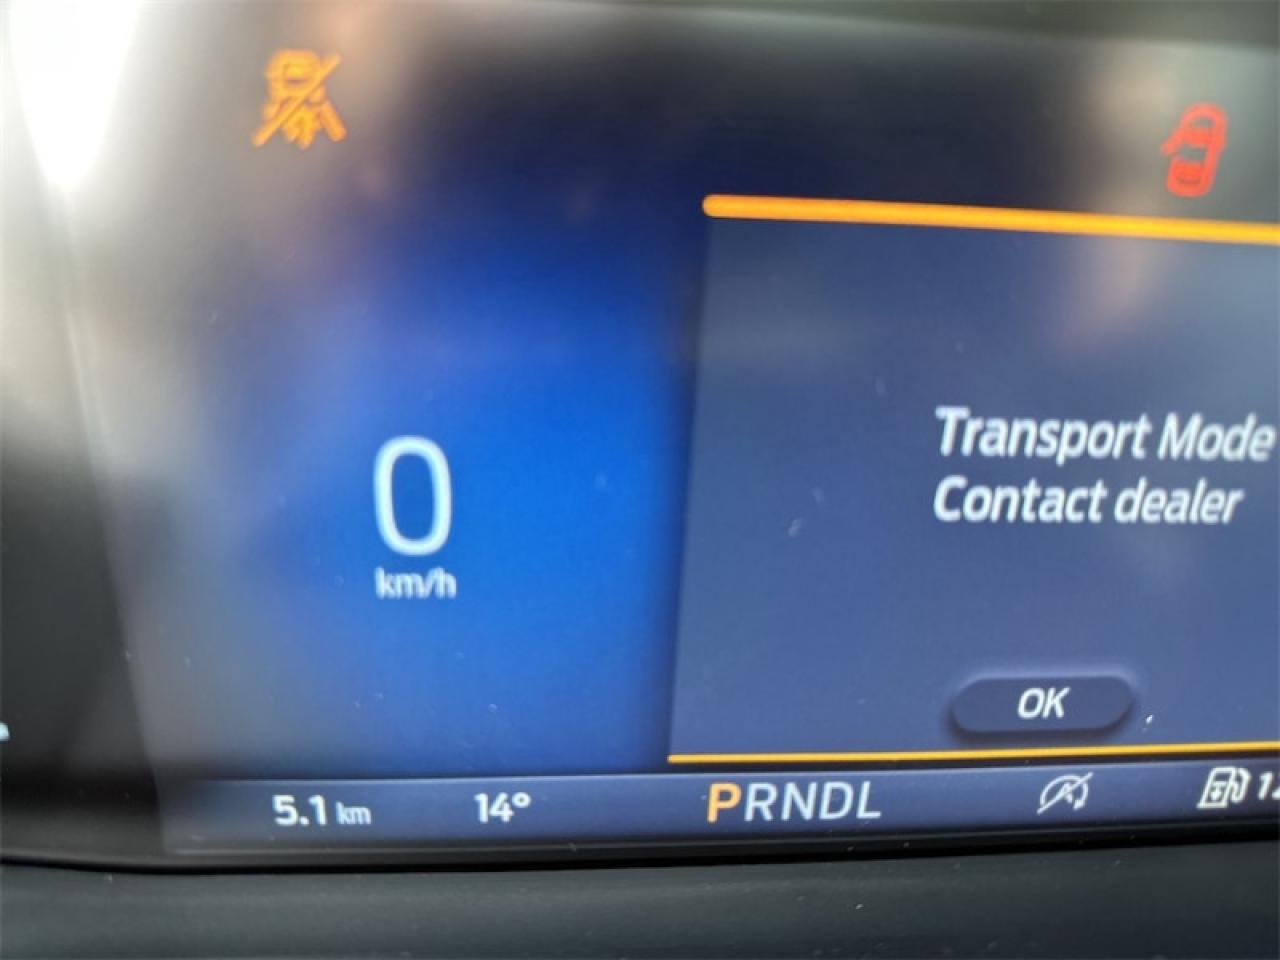 0
km/h
Transport Mode
Contact dealer
OK
5.1 km 14° PRNDL